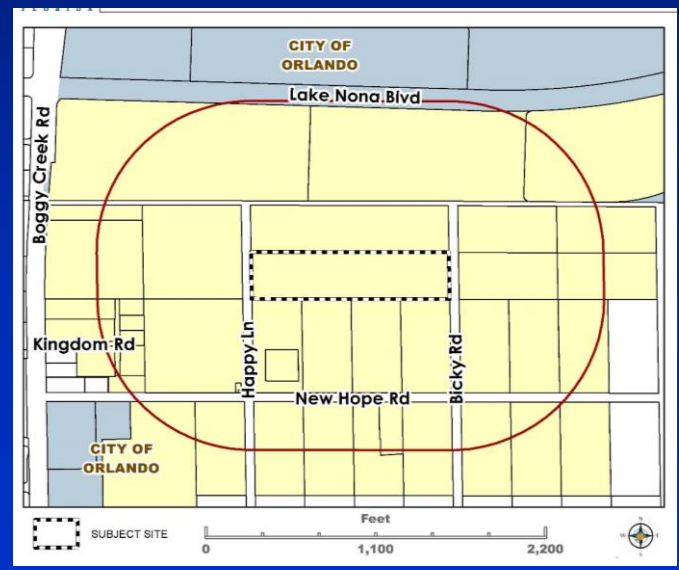 FLORIDA
CITY OF
ORLANDO
Lake Nona Blvd
Boggy Creek Rd
Kingdom Rd
Happy Ln
Bicky Rd
New Hope Rd
CITY OF
ORLANDO
SUBJECT SITE
Feet
0 1,100 2,200